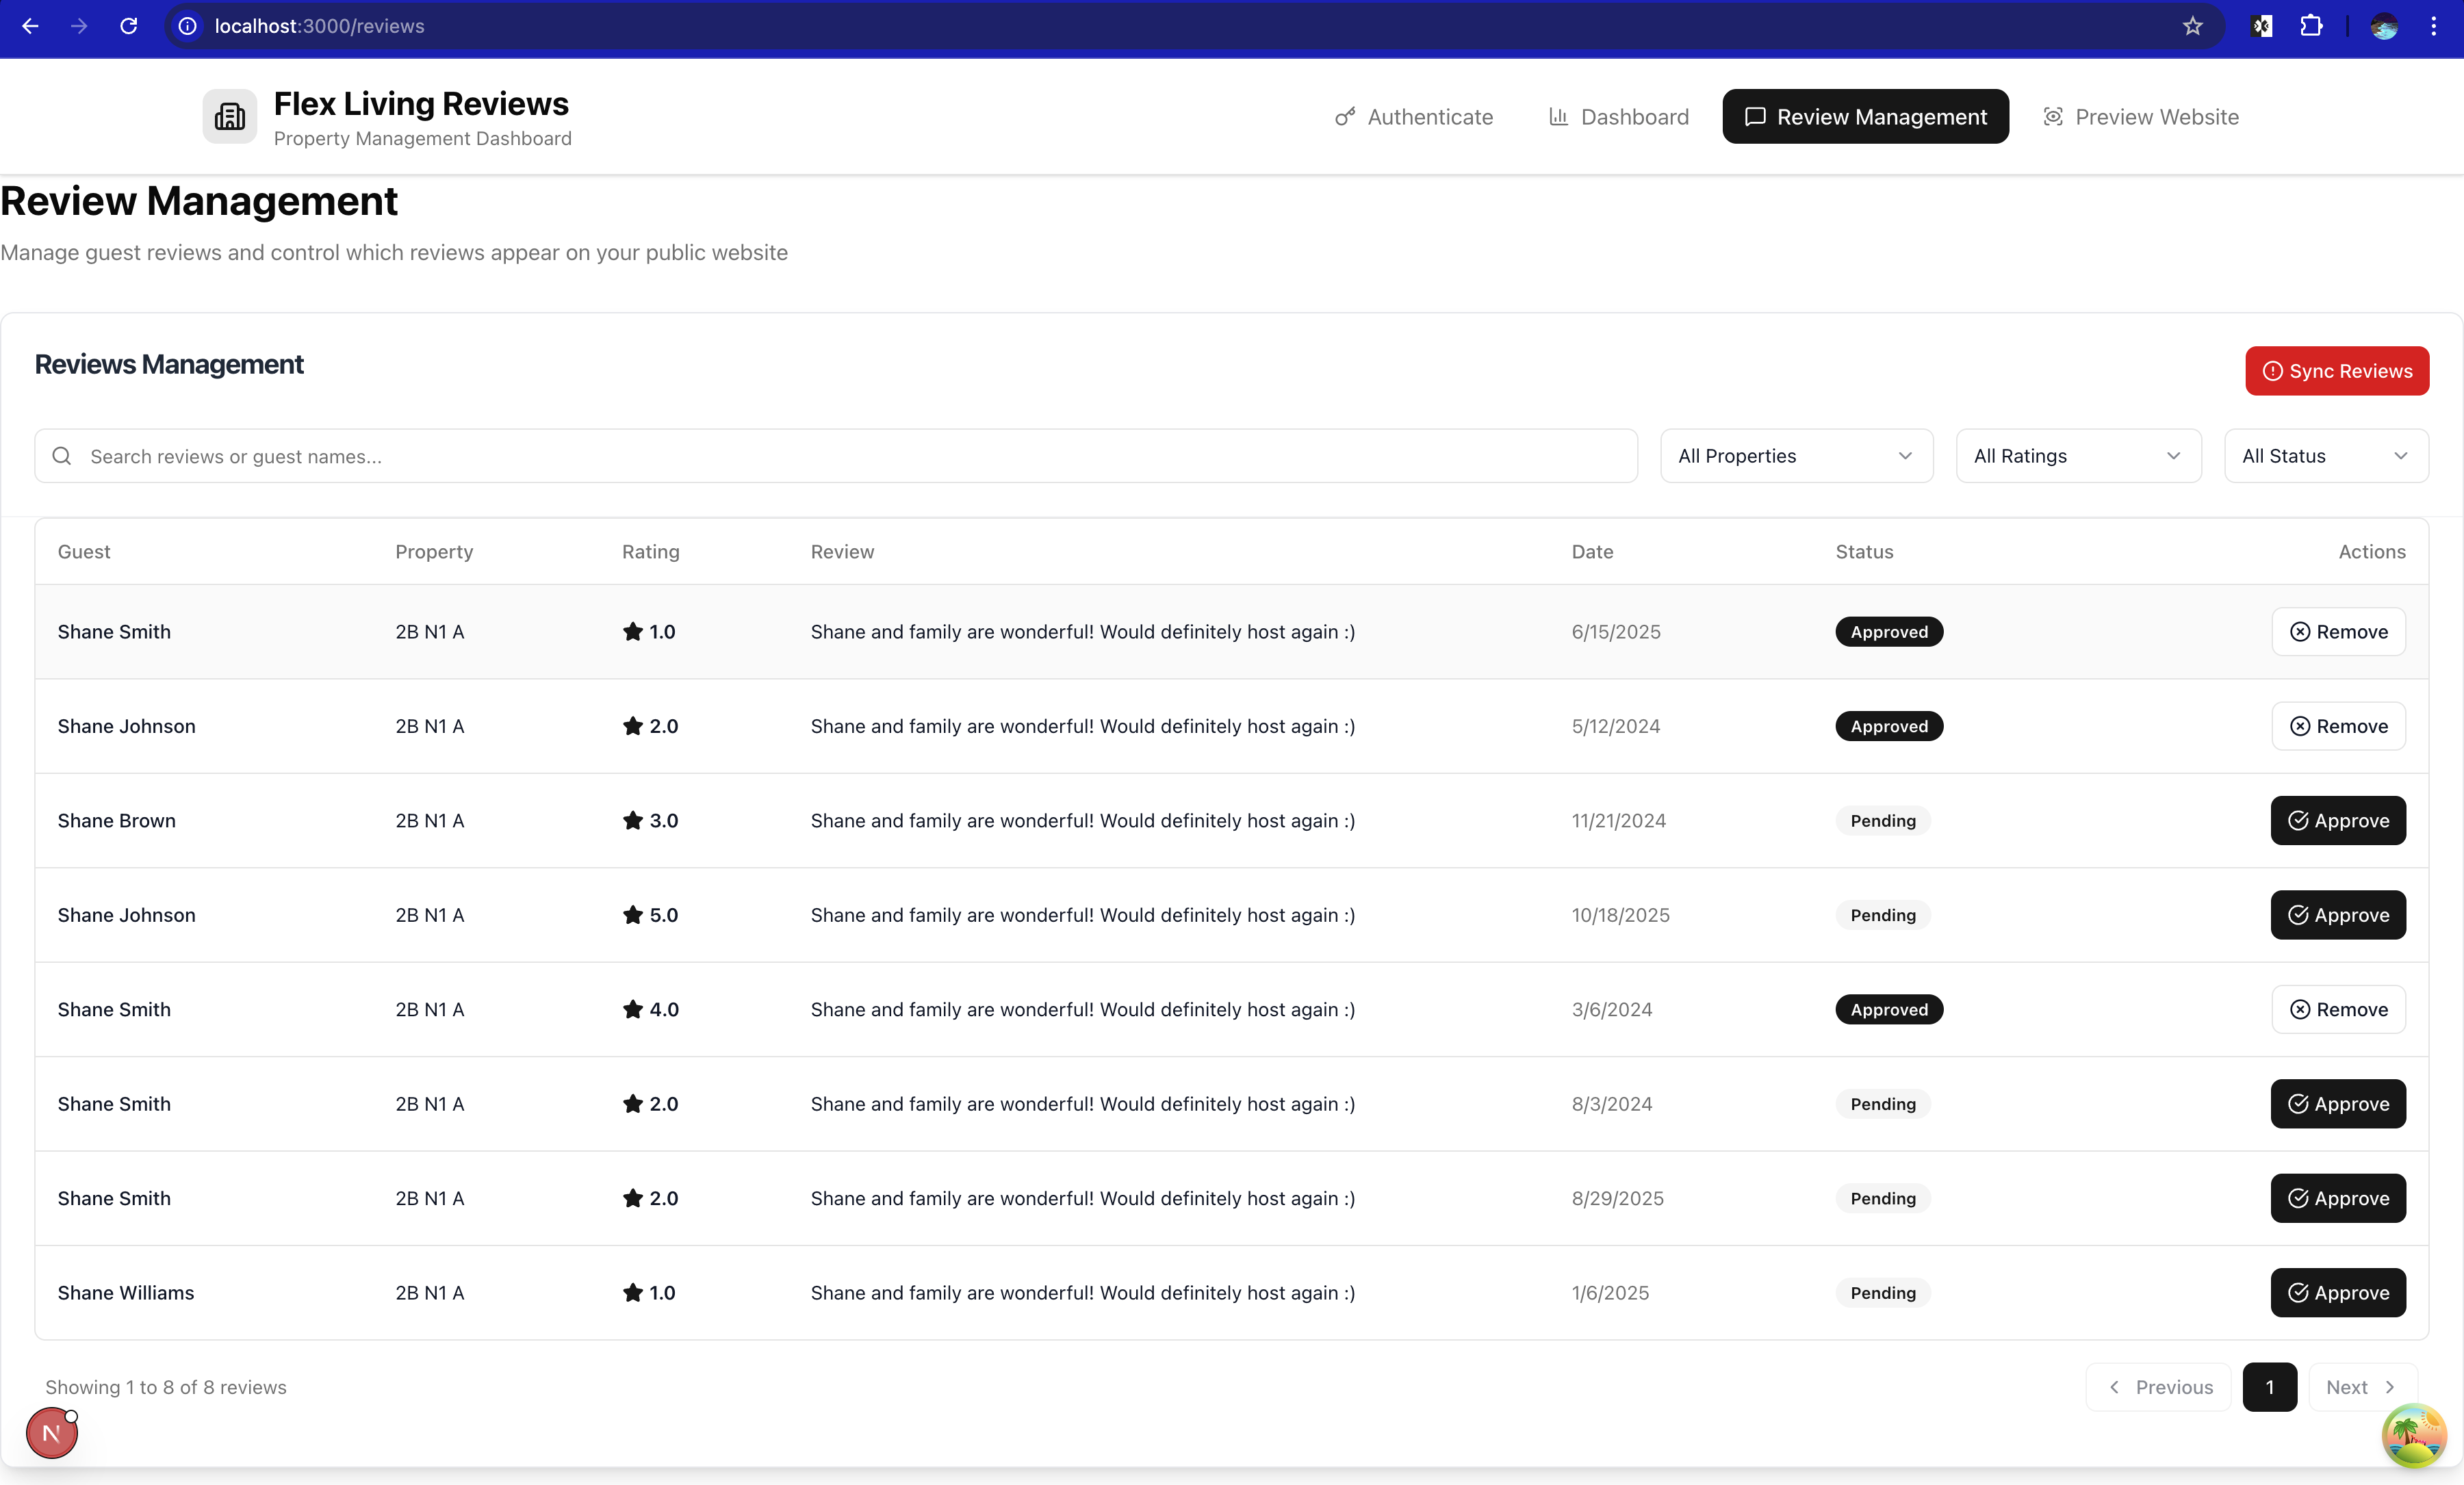 localhost:3000/reviews
Flex Living Reviews
Property Management Dashboard
Authenticate
Dashboard
Review Management
Preview Website
Review Management
Manage guest reviews and control which reviews appear on your public website
Reviews Management
Sync Reviews
Search reviews or guest names...
All Properties
All Ratings
All Status
Guest Property Rating Review Date Status Actions
Shane Smith 2B N1 A 1.0 Shane and family are wonderful! Would definitely host again :) 6/15/2025 Approved Remove
Shane Johnson 2B N1 A 2.0 Shane and family are wonderful! Would definitely host again :) 5/12/2024 Approved Remove
Shane Brown 2B N1 A 3.0 Shane and family are wonderful! Would definitely host again :) 11/21/2024 Pending Approve
Shane Johnson 2B N1 A 5.0 Shane and family are wonderful! Would definitely host again :) 10/18/2025 Pending Approve
Shane Smith 2B N1 A 4.0 Shane and family are wonderful! Would definitely host again :) 3/6/2024 Approved Remove
Shane Smith 2B N1 A 2.0 Shane and family are wonderful! Would definitely host again :) 8/3/2024 Pending Approve
Shane Smith 2B N1 A 2.0 Shane and family are wonderful! Would definitely host again :) 8/29/2025 Pending Approve
Shane Williams 2B N1 A 1.0 Shane and family are wonderful! Would definitely host again :) 1/6/2025 Pending Approve
Showing 1 to 8 of 8 reviews
Previous 1 Next
N